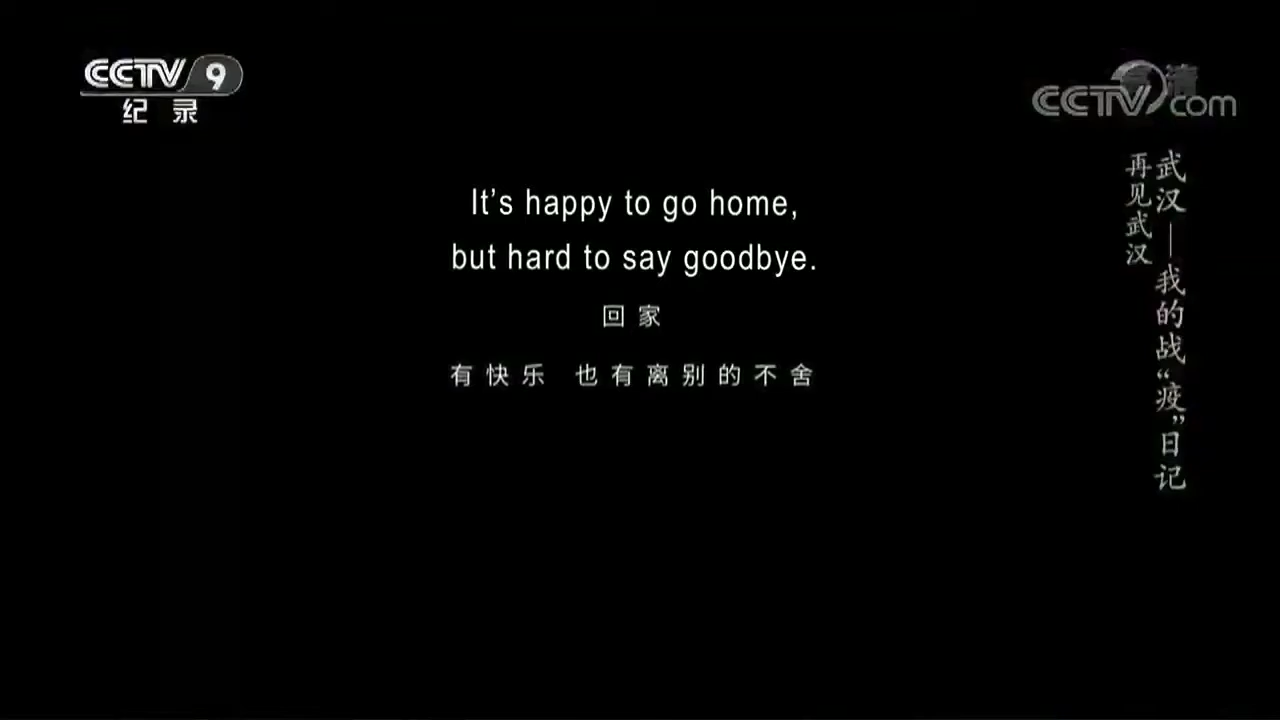 CCTV 9
纪录
高清
CCTV com
It’s happy to go home,
but hard to say goodbye.
回家
有快乐 也有离别的不舍
武汉—我的战“疫”日记
再见武汉